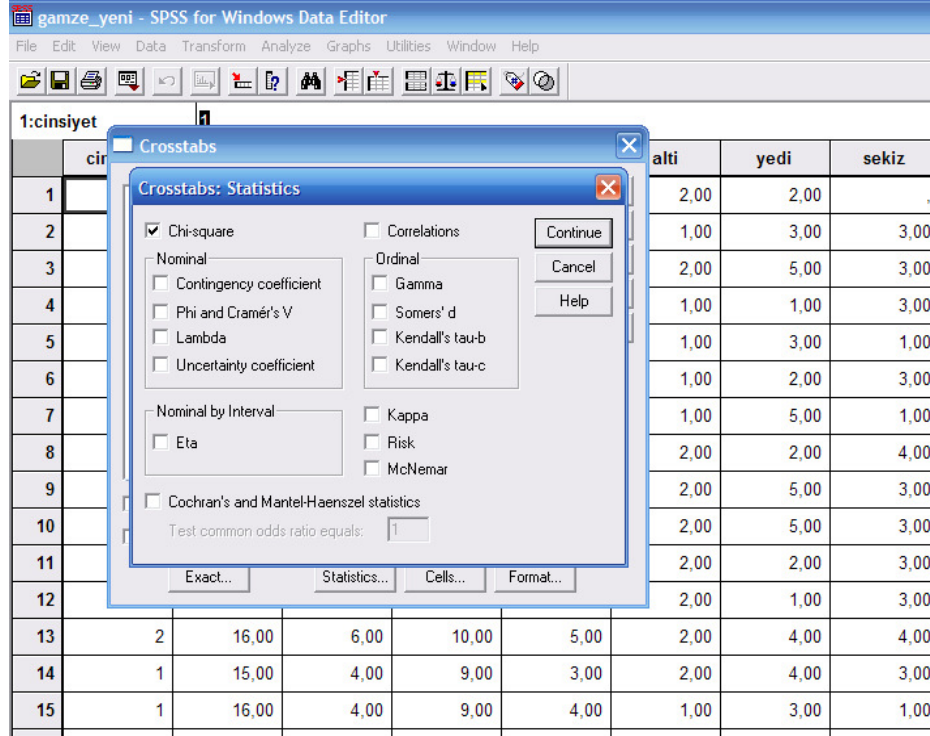 gamze_yeni - SPSS for Windows Data Editor
File Edit View Data Transform Analyze Graphs Utilities Window Help
1:cinsiyet 1
Crosstabs
cin alti yedi sekiz
Crosstabs: Statistics
Chi-square Correlations Continue
Nominal Ordinal Cancel
Contingency coefficient Gamma Help
Phi and Cramér's V Somers' d
Lambda Kendall's tau-b
Uncertainty coefficient Kendall's tau-c
Nominal by Interval Kappa
Eta Risk
McNemar
Cochran's and Mantel-Haenszel statistics
Test common odds ratio equals: 1
Exact... Statistics... Cells... Format...
1 2,00 2,00 ,
2 1,00 3,00 3,00
3 2,00 5,00 3,00
4 1,00 1,00 3,00
5 1,00 3,00 1,00
6 1,00 2,00 3,00
7 1,00 5,00 1,00
8 2,00 2,00 4,00
9 2,00 5,00 3,00
10 2,00 5,00 3,00
11 2,00 2,00 3,00
12 2,00 1,00 3,00
13 2 16,00 6,00 10,00 5,00 2,00 4,00 4,00
14 1 15,00 4,00 9,00 3,00 2,00 4,00 3,00
15 1 16,00 4,00 9,00 4,00 1,00 3,00 1,00